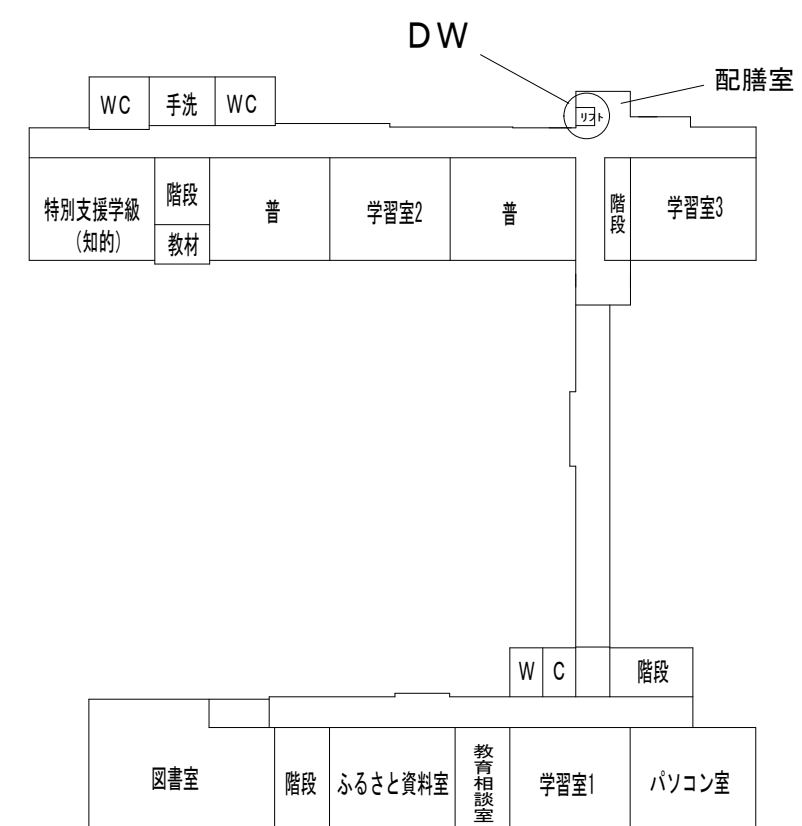 DW
配膳室
WC
手洗
WC
リフト
特別支援学級
(知的)
階段
教材
普
学習室2
普
階段
学習室3
W
C
階段
図書室
階段
ふるさと資料室
教育相談室
学習室1
パソコン室